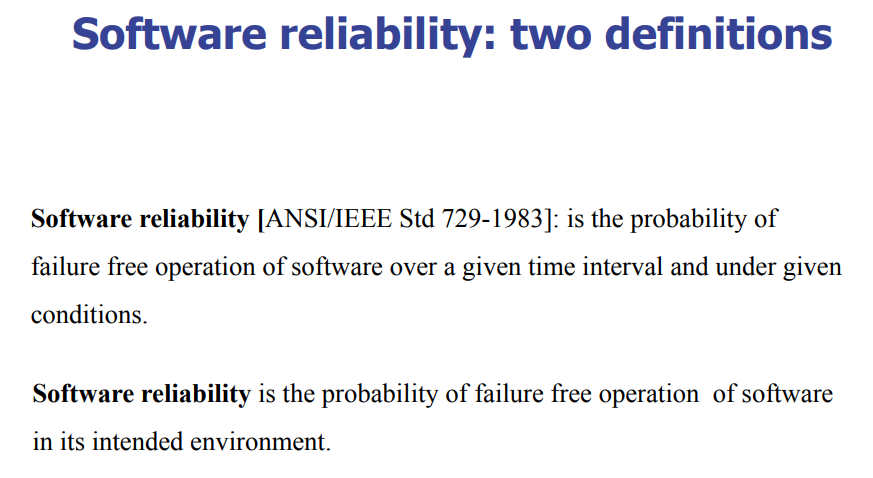 Software reliability: two definitions
Software reliability [ANSI/IEEE Std 729-1983]: is the probability of
failure free operation of software over a given time interval and under given
conditions.
Software reliability is the probability of failure free operation of software
in its intended environment.